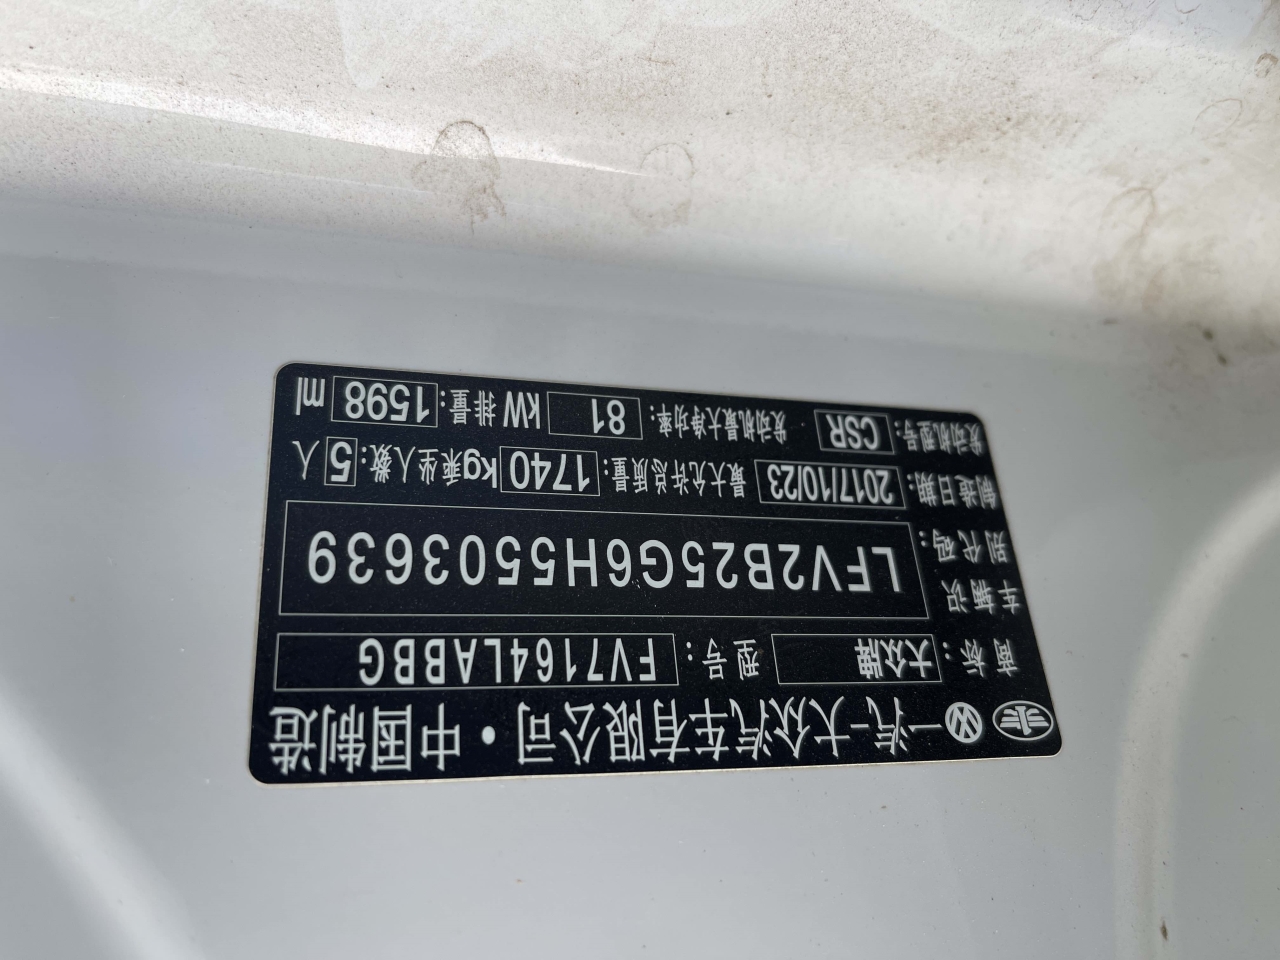 一汽-大众汽车有限公司·中国制造
商标: 大众牌 型号: FV7164LABBG
车辆识别代码: LFV2B25G6H5503639
制造日期: 2017/10/23 最大允许总质量: 1740 kg 乘坐人数: 5 人
发动机型号: CSR 发动机最大净功率: 81 kW 排量: 1598 ml